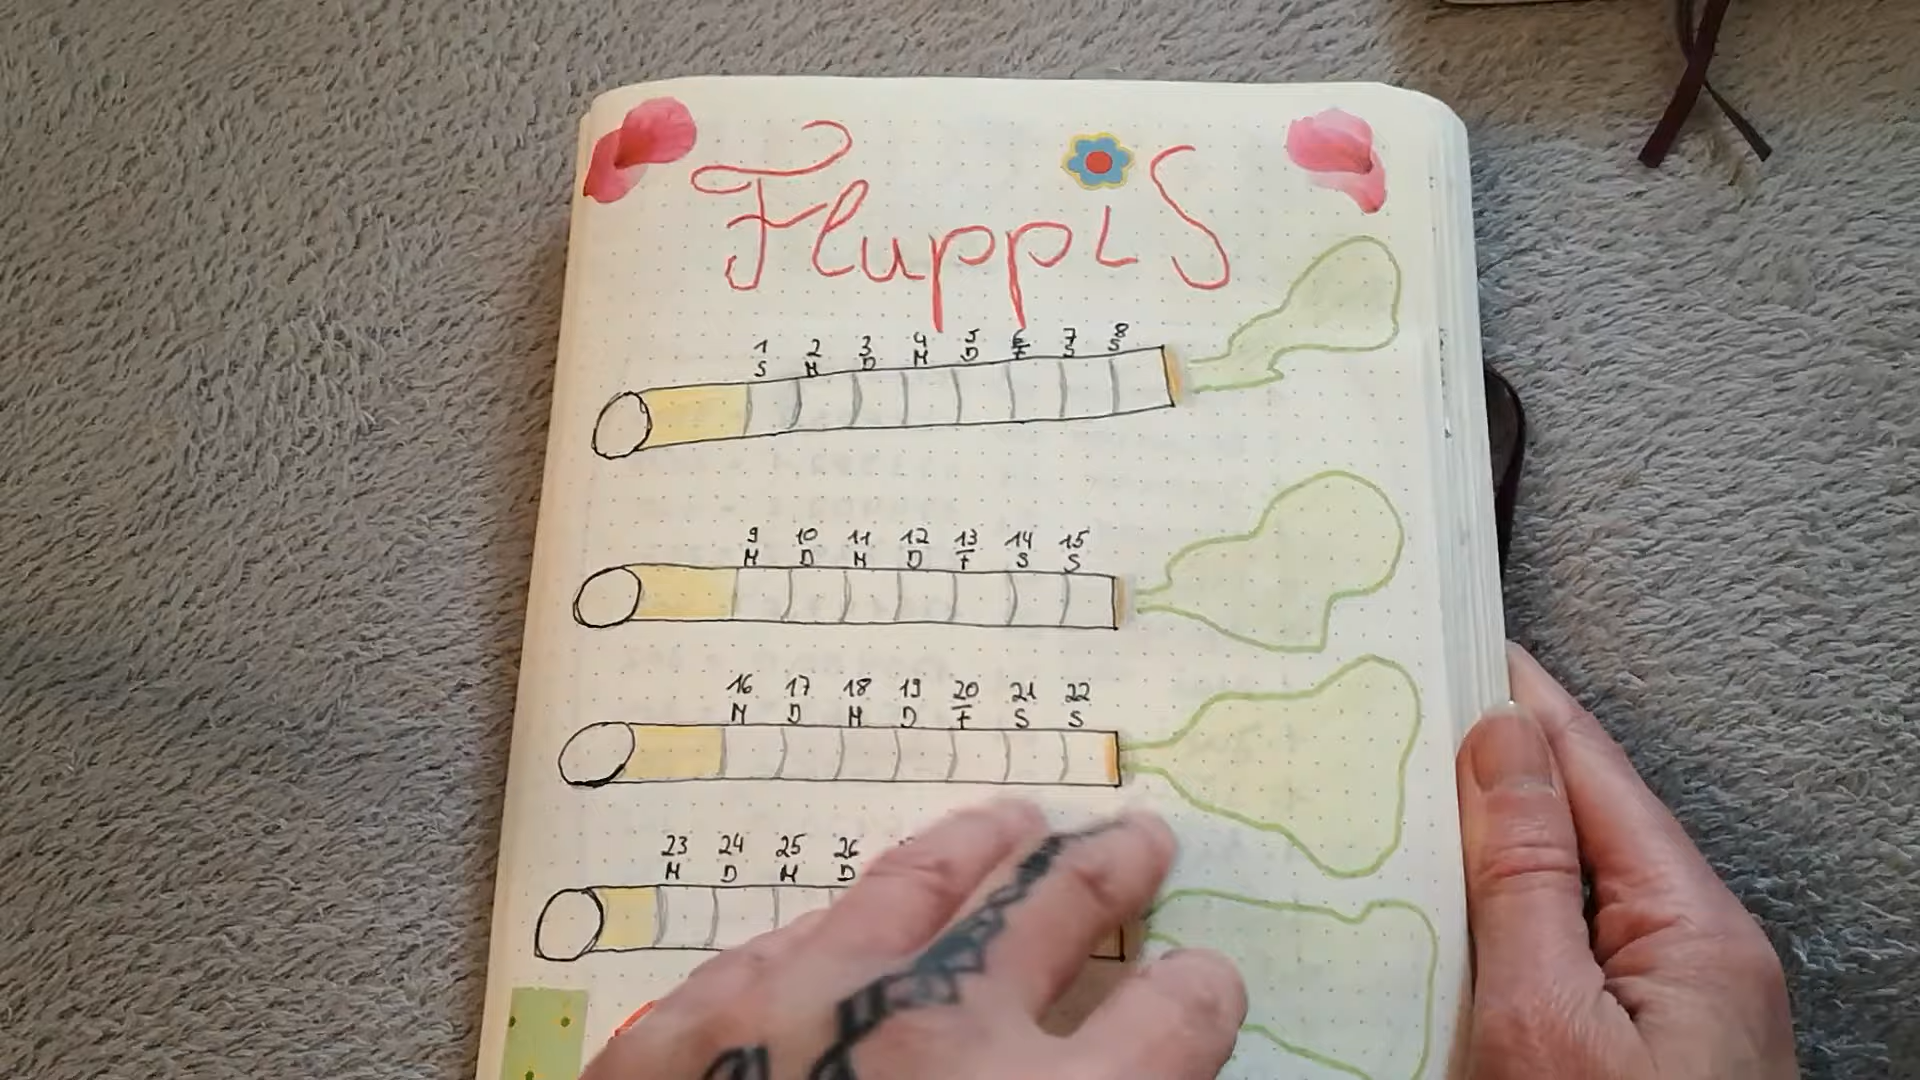 FluppiS
1 2 3 4 5 6 7 8
S M D M D F S S
9 10 11 12 13 14 15
M D M D F S S
16 17 18 19 20 21 22
M D M D F S S
23 24 25 26
M D M D